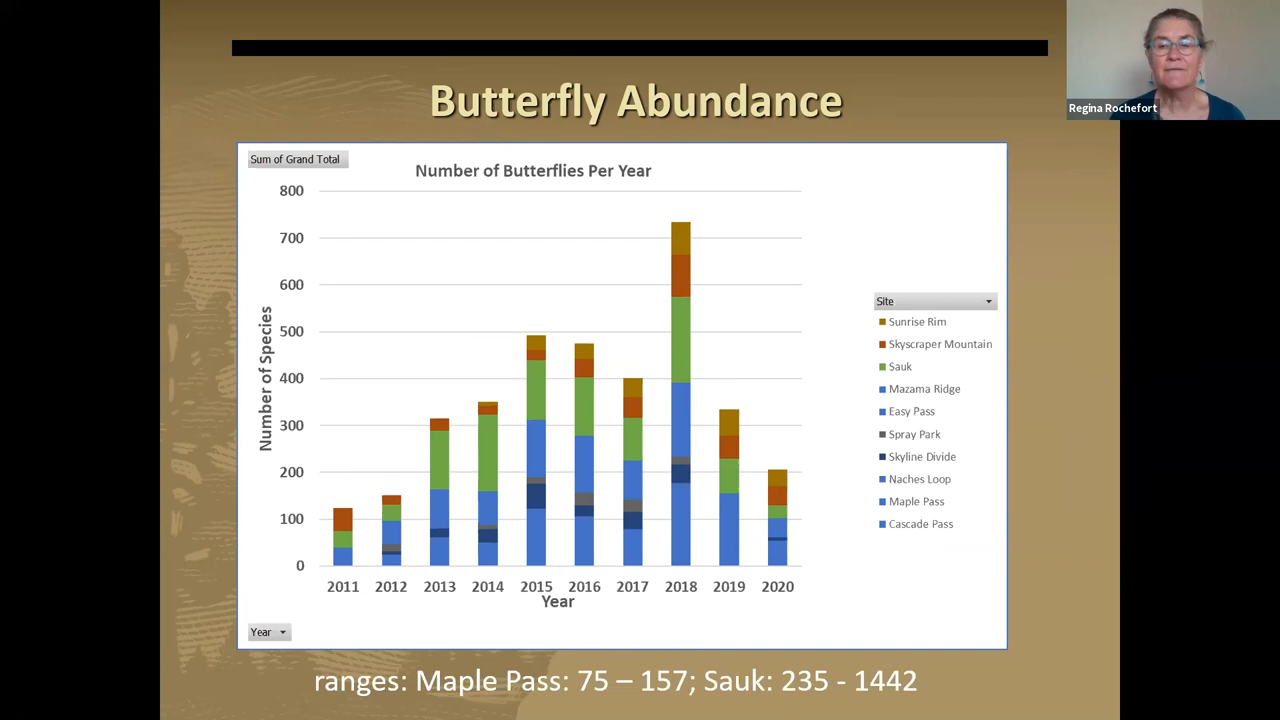 Regina Rochefort
Butterfly Abundance
Sum of Grand Total
Number of Butterflies Per Year
800
700
600
500
400
300
200
100
0
Number of Species
2011 2012 2013 2014 2015 2016 2017 2018 2019 2020
Year
Site
Sunrise Rim
Skyscraper Mountain
Sauk
Mazama Ridge
Easy Pass
Spray Park
Skyline Divide
Naches Loop
Maple Pass
Cascade Pass
Year
ranges: Maple Pass: 75 – 157; Sauk: 235 - 1442